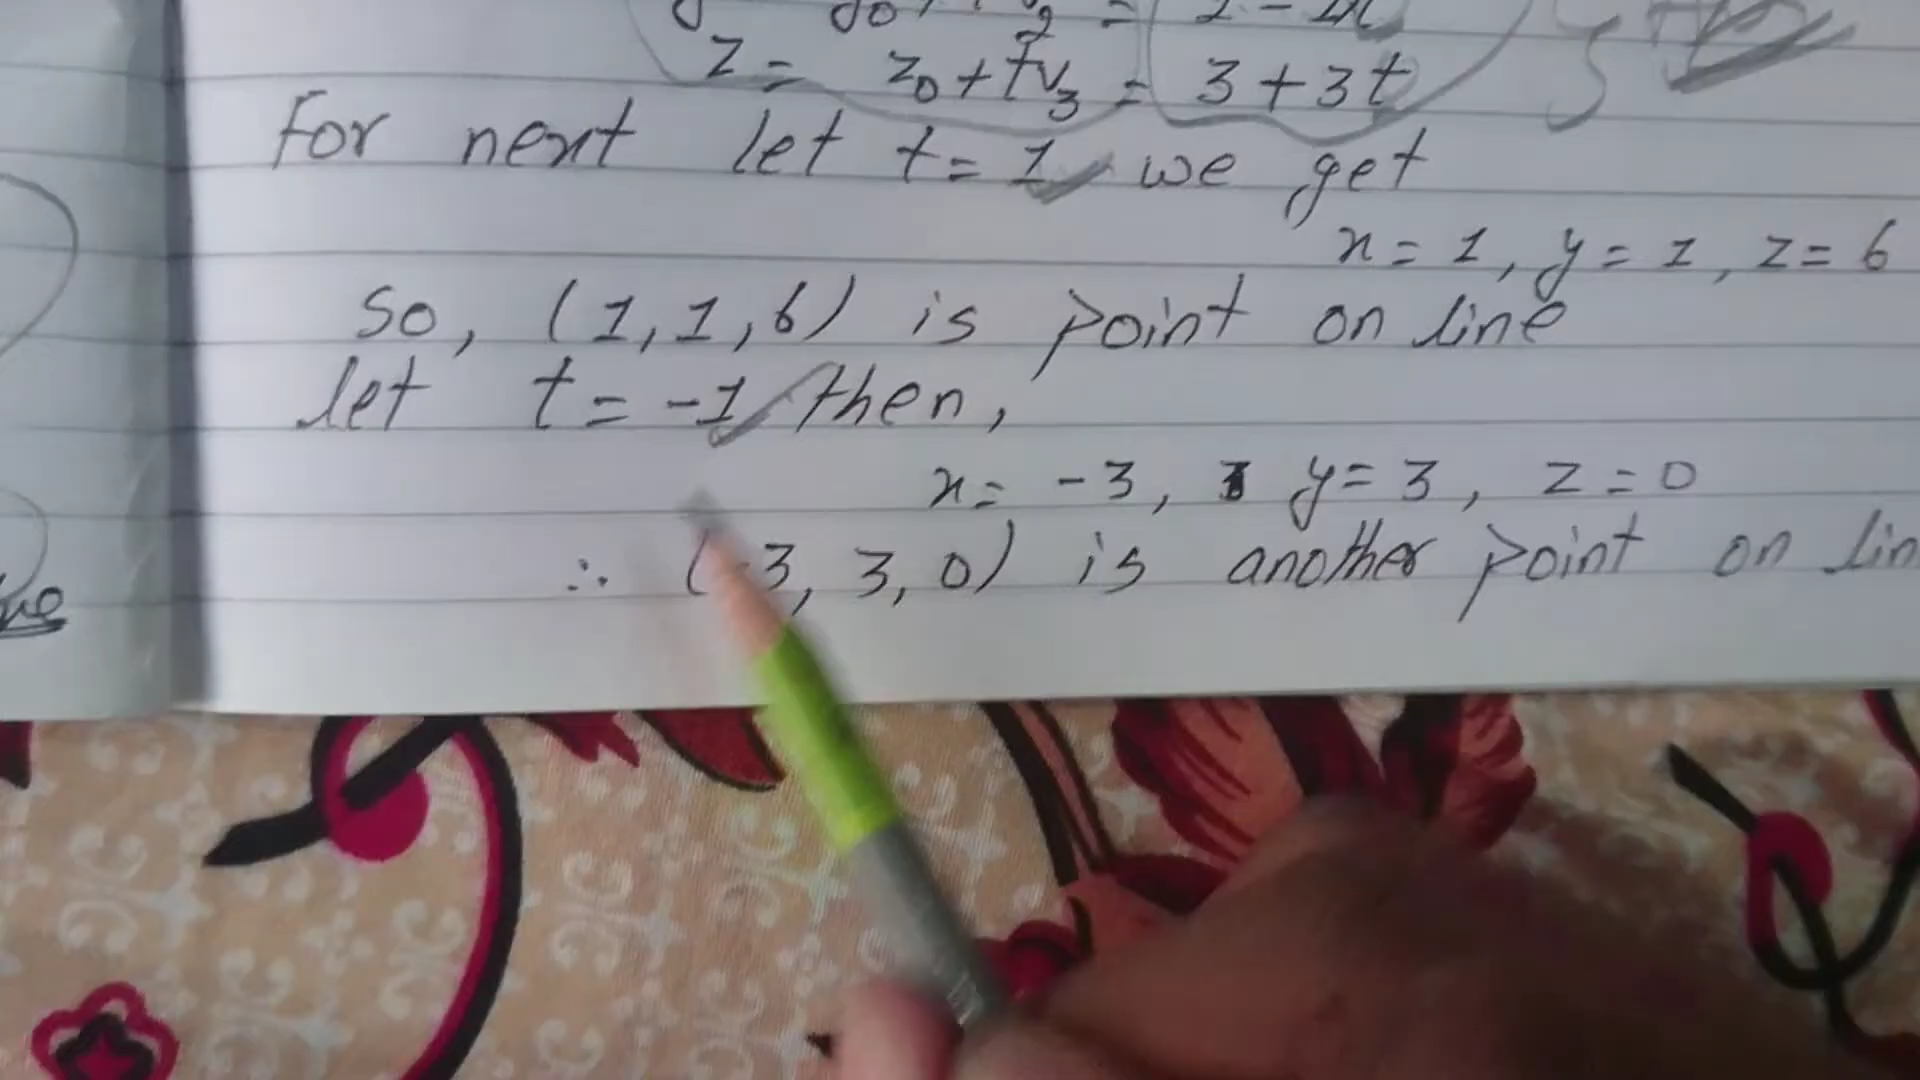 z = z₀ + tv₃ = 3 + 3t
For next let t = 1 we get
x = 1, y = 1, z = 6
So, (1, 1, 6) is point on line
let t = -1 then,
x = -3, y = 3, z = 0
∴ (-3, 3, 0) is another point on lin